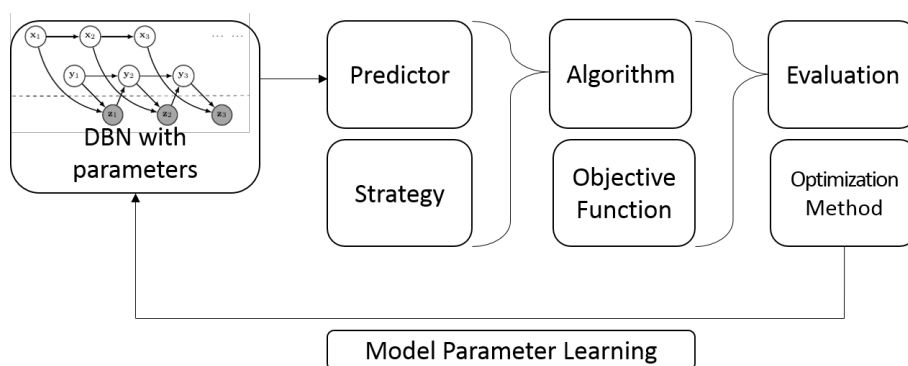 x1 x2 x3 ... ...
y1 y2 y3
z1 z2 z3
DBN with
parameters
Predictor
Strategy
Algorithm
Objective
Function
Evaluation
Optimization
Method
Model Parameter Learning